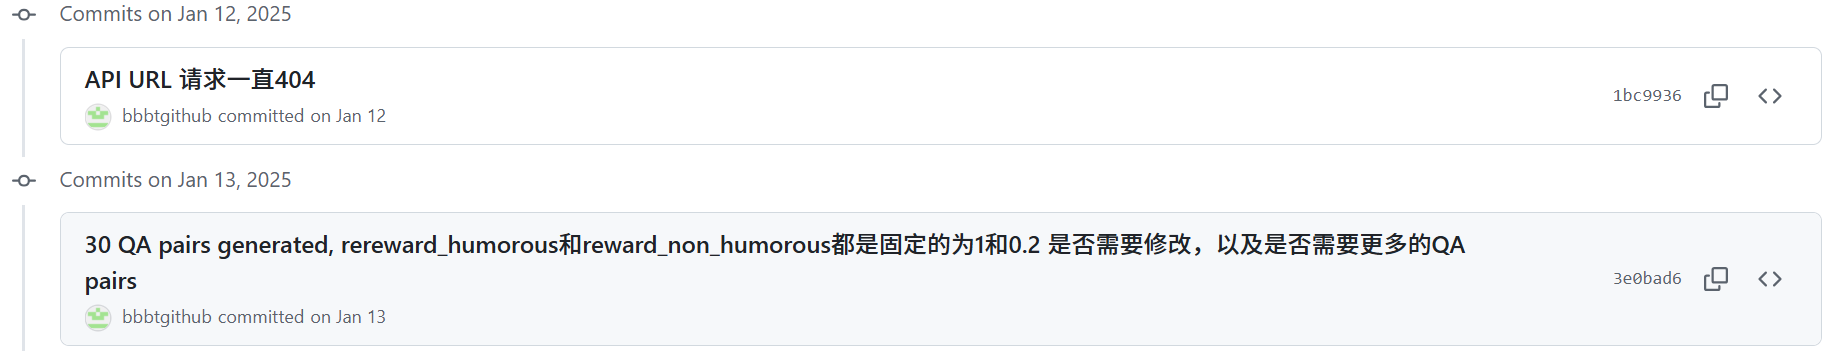 Commits on Jan 12, 2025
API URL 请求一直404
bbbtgithub committed on Jan 12
1bc9936
Commits on Jan 13, 2025
30 QA pairs generated, rereward_humorous和reward_non_humorous都是固定的为1和0.2 是否需要修改，以及是否需要更多的QA
pairs
bbbtgithub committed on Jan 13
3e0bad6